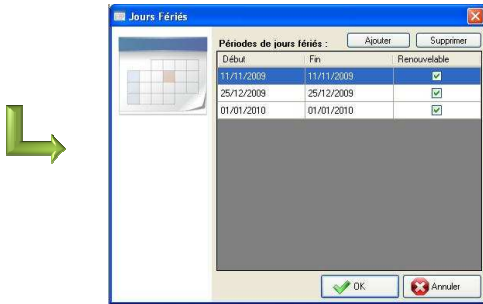 Jours Fériés
Périodes de jours fériés : Ajouter Supprimer
Début Fin Renouvelable
11/11/2009 11/11/2009
25/12/2009 25/12/2009
01/01/2010 01/01/2010
OK Annuler